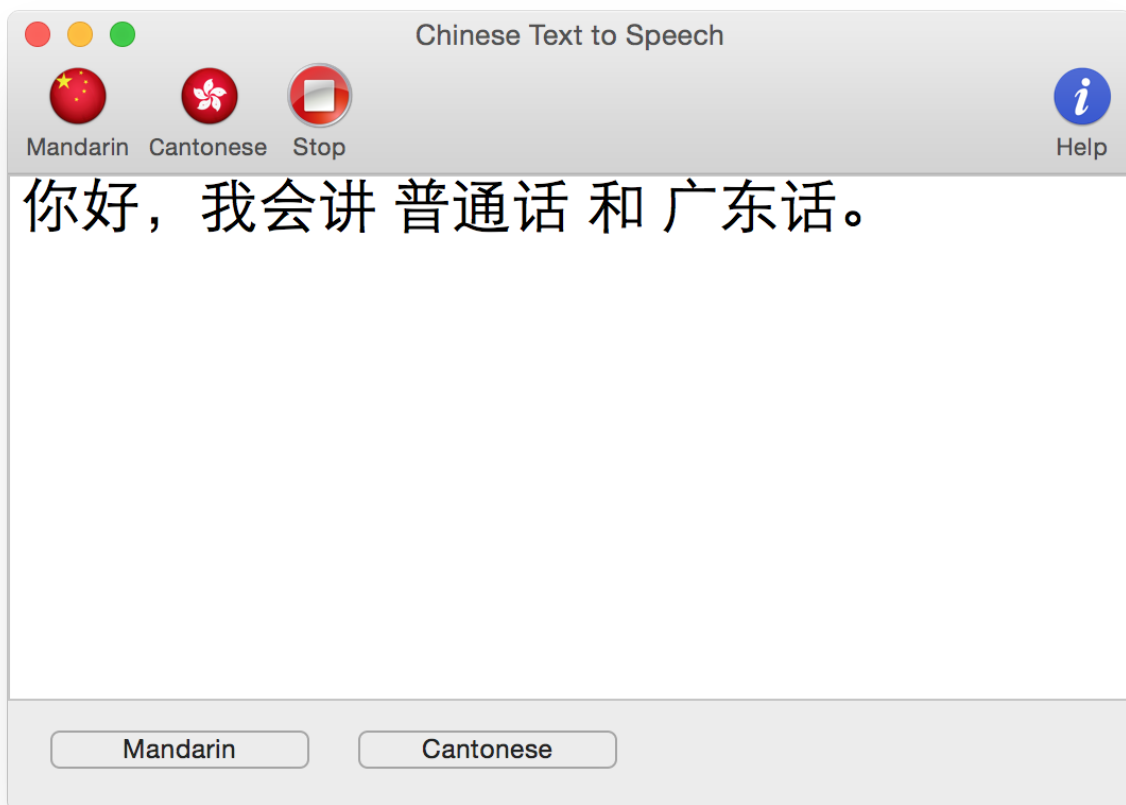 Chinese Text to Speech
Mandarin Cantonese Stop Help
你好，我会讲 普通话 和 广东话。
Mandarin Cantonese